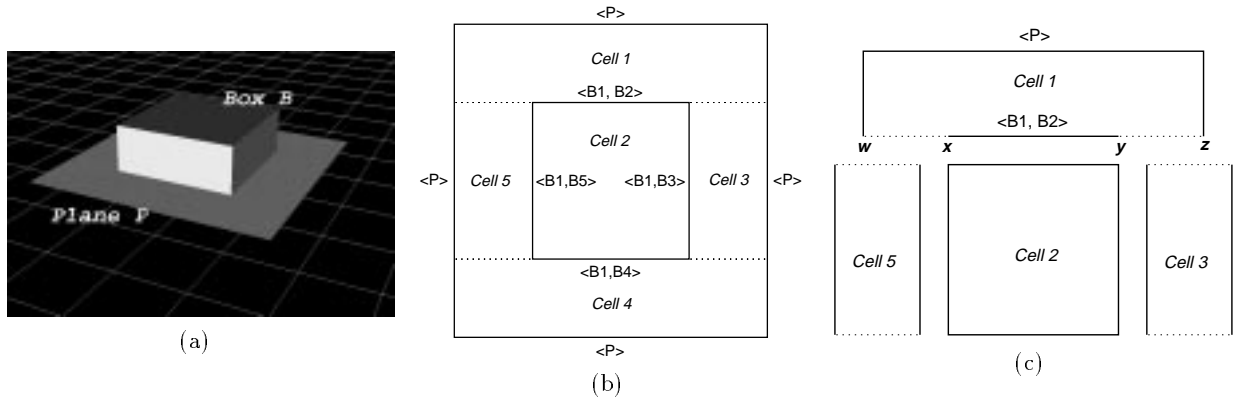 Box B
Plane P
(a)
<P>
Cell 1
<B1, B2>
Cell 2
<P>
Cell 5
<B1,B5>
<B1,B3>
Cell 3
<P>
<B1,B4>
Cell 4
<P>
(b)
<P>
Cell 1
<B1, B2>
w x y z
Cell 5
Cell 2
Cell 3
(c)